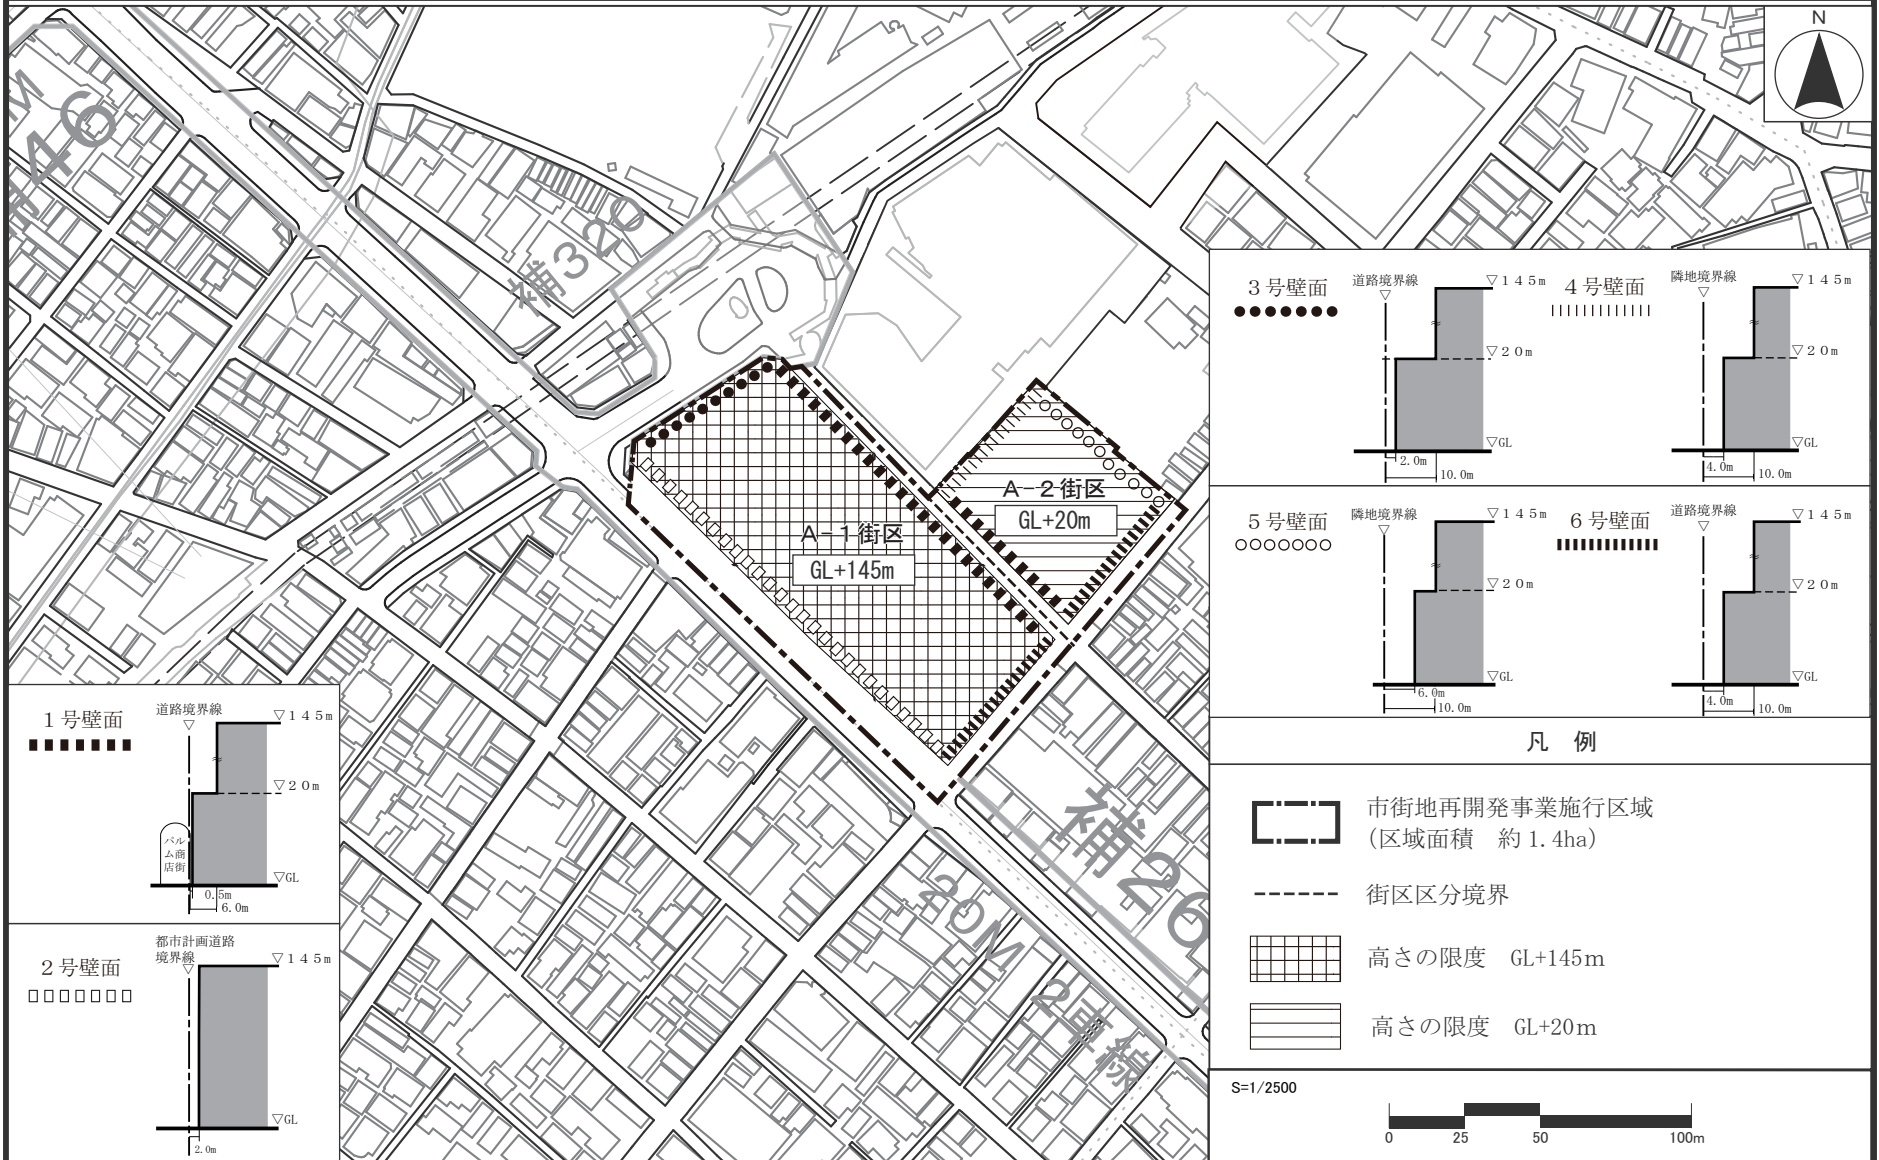 N
46
補320
A-1街区
GL+145m
A-2街区
GL+20m
補26
20M 2車線
3号壁面
道路境界線
▽
▽145m
▽20m
▽GL
2.0m
10.0m
4号壁面
隣地境界線
▽
▽145m
▽20m
▽GL
4.0m
10.0m
5号壁面
隣地境界線
▽
▽145m
▽20m
▽GL
6.0m
10.0m
6号壁面
道路境界線
▽
▽145m
▽20m
▽GL
4.0m
10.0m
1号壁面
道路境界線
▽
▽145m
▽20m
パル
ム商
店街
▽GL
0.5m
6.0m
2号壁面
都市計画道路
境界線
▽
▽145m
▽GL
2.0m
凡 例
市街地再開発事業施行区域
(区域面積 約1.4ha)
街区区分境界
高さの限度 GL+145m
高さの限度 GL+20m
S=1/2500
0 25 50 100m